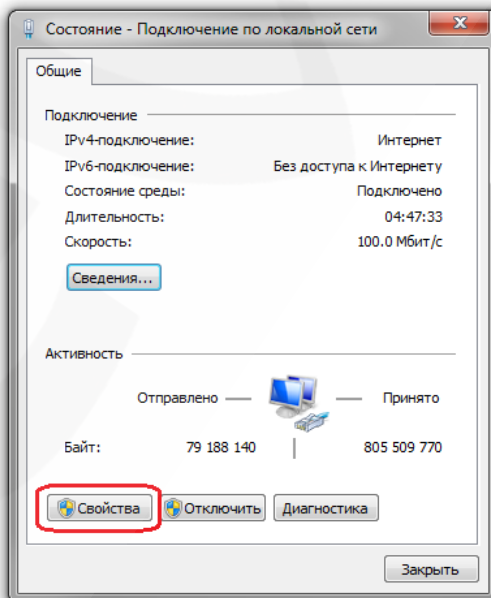 Состояние - Подключение по локальной сети
Общие
Подключение
IPv4-подключение: Интернет
IPv6-подключение: Без доступа к Интернету
Состояние среды: Подключено
Длительность: 04:47:33
Скорость: 100.0 Мбит/с
Сведения...
Активность
Отправлено — — Принято
Байт: 79 188 140 | 805 509 770
Свойства Отключить Диагностика
Закрыть